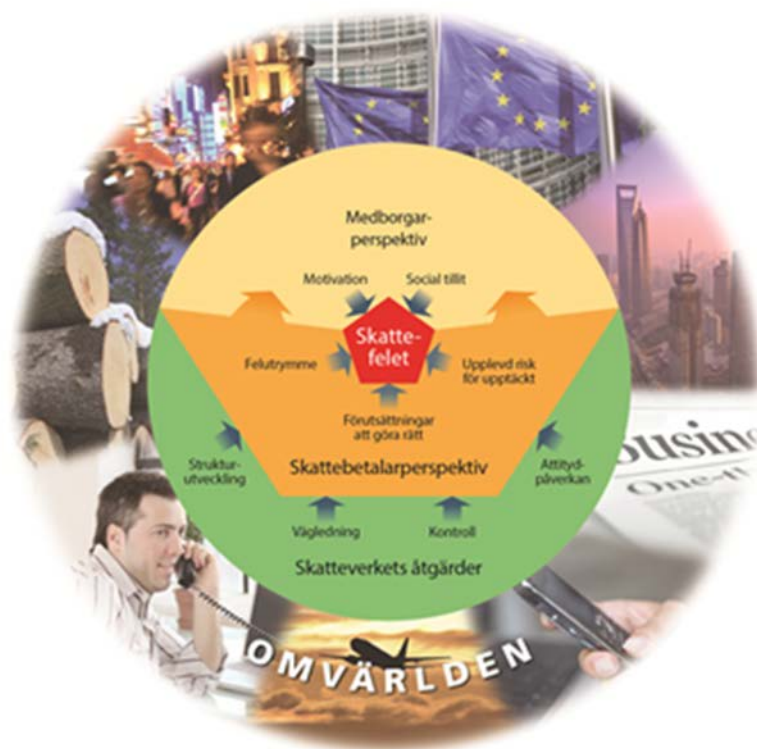 Medborgar-
perspektiv
Motivation
Social tillit
Skatte-
felet
Felutrymme
Upplevd risk
för upptäckt
Förutsättningar
att göra rätt
Struktur-
utveckling
Skattebetalarperspektiv
Attityd-
påverkan
Vägledning
Kontroll
Skatteverkets åtgärder
OMVÄRLDEN